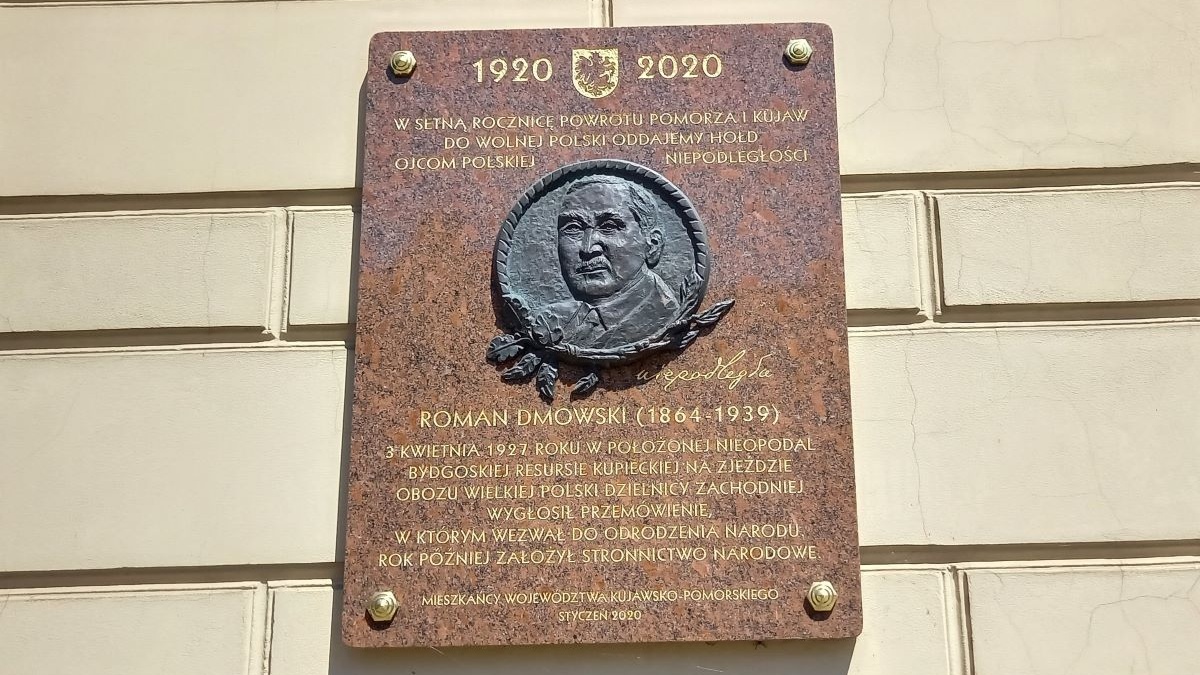 1920 2020
W SETNĄ ROCZNICĘ POWROTU POMORZA I KUJAW
DO WOLNEJ POLSKI ODDAJEMY HOŁD
OJCOM POLSKIEJ NIEPODLEGŁOŚCI
niepodległa
ROMAN DMOWSKI (1864-1939)
3 KWIETNIA 1927 ROKU W POŁOŻONEJ NIEOPODAL
BYDGOSKIEJ RESURSIE KUPIECKIEJ NA ZJEŹDZIE
OBOZU WIELKIEJ POLSKI DZIELNICY ZACHODNIEJ
WYGŁOSIŁ PRZEMÓWIENIE,
W KTÓRYM WEZWAŁ DO ODRODZENIA NARODU.
ROK PÓŹNIEJ ZAŁOŻYŁ STRONNICTWO NARODOWE.
MIESZKAŃCY WOJEWÓDZTWA KUJAWSKO-POMORSKIEGO
STYCZEŃ 2020